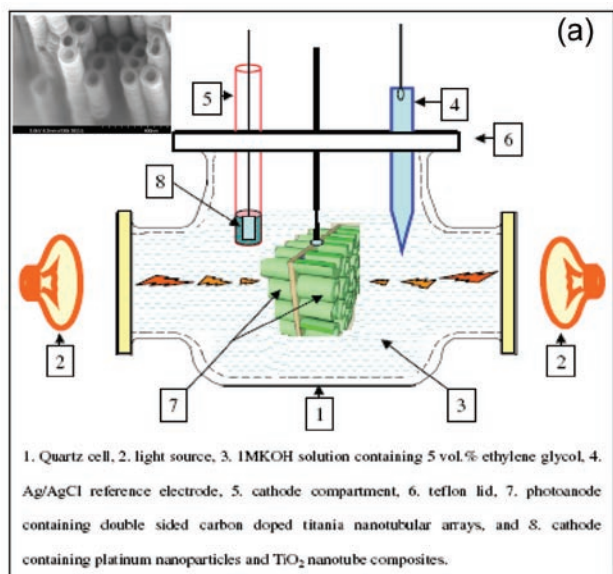 (a)
5
4
6
8
2
2
7
1
3
1. Quartz cell, 2. light source, 3. 1MKOH solution containing 5 vol.% ethylene glycol, 4.
Ag/AgCl reference electrode, 5. cathode compartment, 6. teflon lid, 7. photoanode
containing double sided carbon doped titania nanotubular arrays, and 8. cathode
containing platinum nanoparticles and TiO₂ nanotube composites.